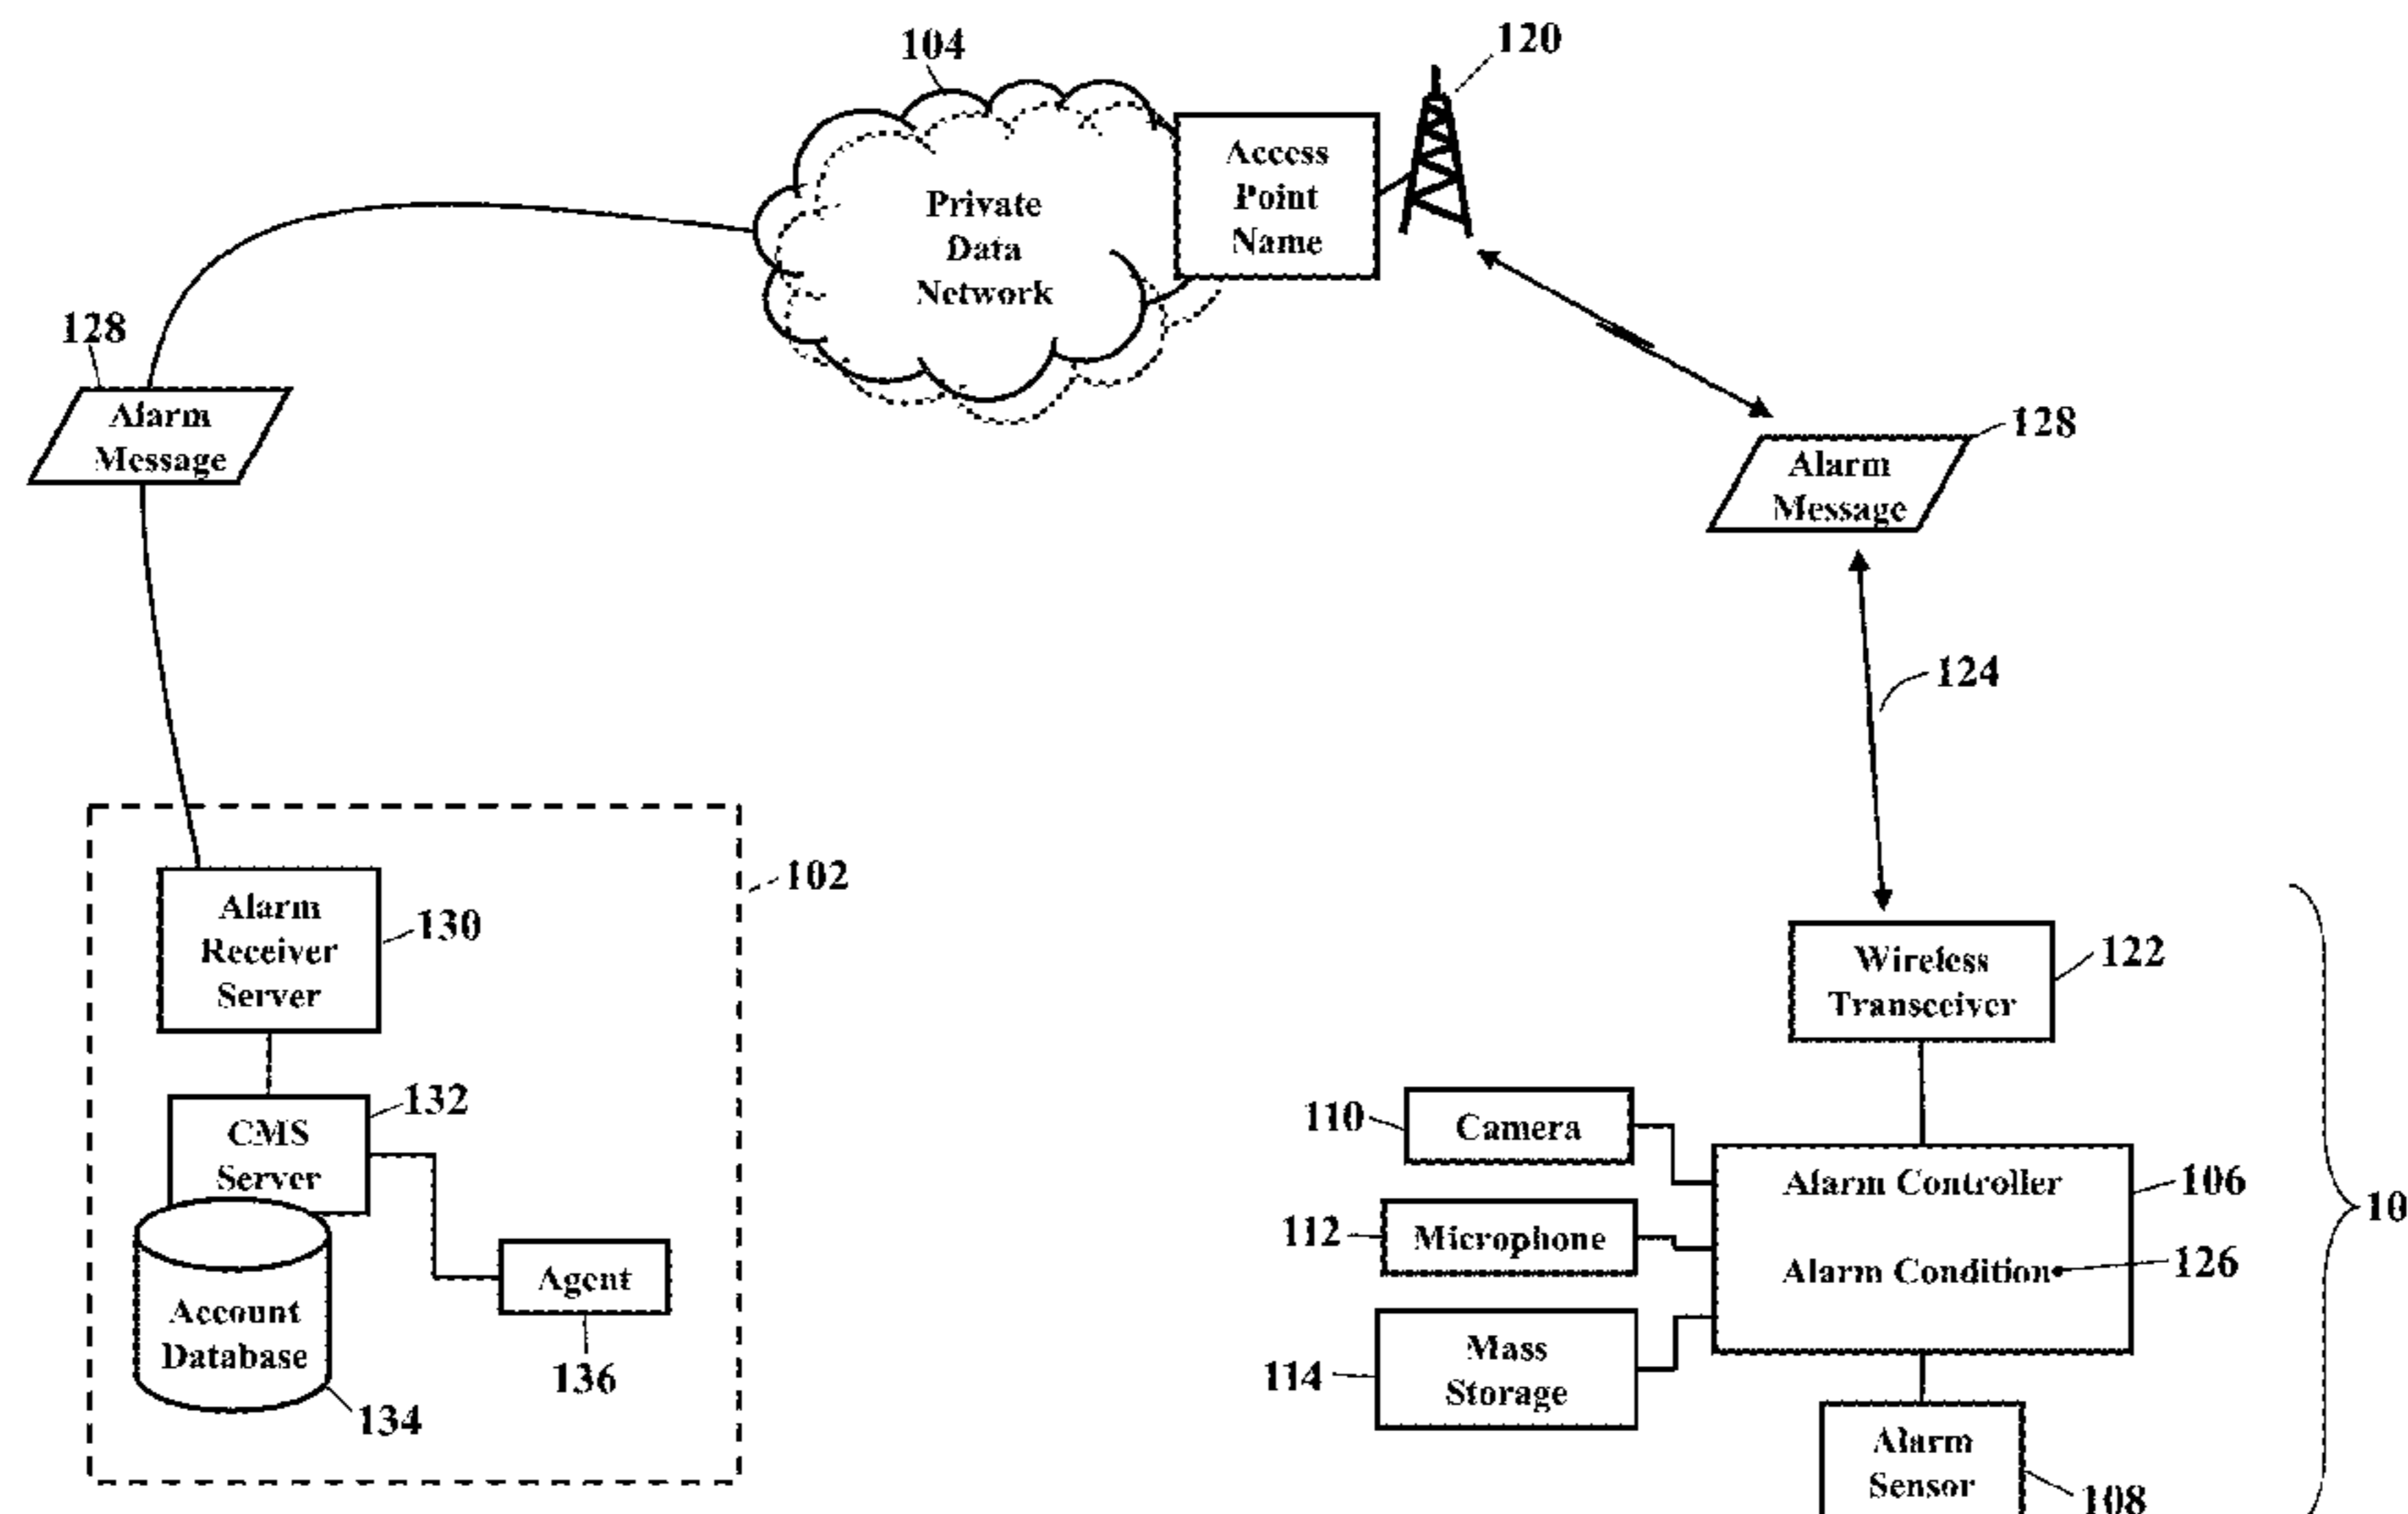 104
120
Access
Point
Name
Private
Data
Network
128
Alarm
Message
128
Alarm
Message
124
102
Alarm
Receiver
Server
130
Wireless
Transceiver
122
132
CMS
Server
110
Camera
Alarm Controller
106
10
112
Microphone
Alarm Condition
126
Agent
136
Account
Database
134
114
Mass
Storage
Alarm
Sensor
108